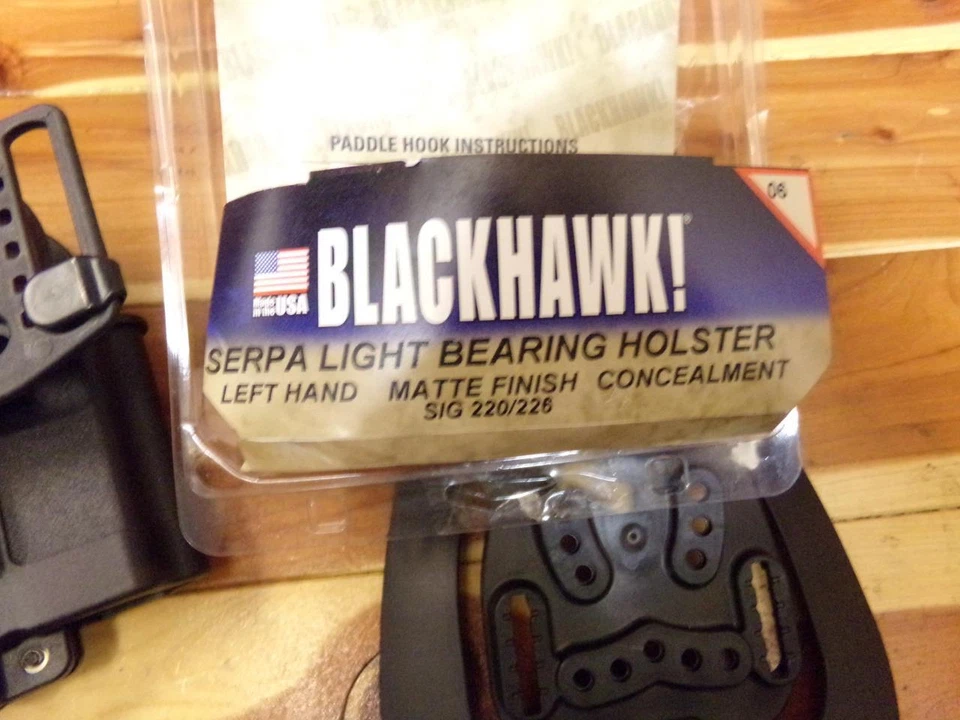 PADDLE HOOK INSTRUCTIONS
06
BLACKHAWK!®
Made
in the USA
SERPA LIGHT BEARING HOLSTER
LEFT HAND MATTE FINISH CONCEALMENT
SIG 220/226